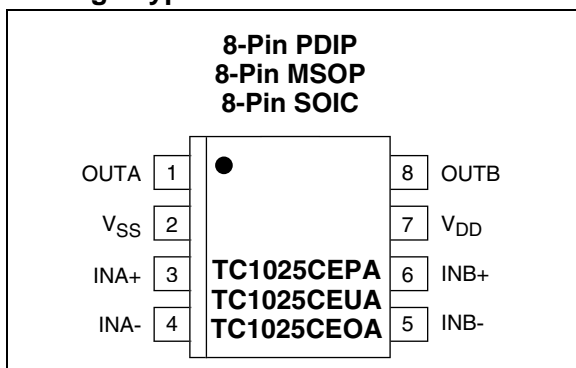 8-Pin PDIP
8-Pin MSOP
8-Pin SOIC
OUTA 1 8 OUTB
VSS 2 7 VDD
INA+ 3 TC1025CEPA 6 INB+
TC1025CEUA
INA- 4 TC1025CEOA 5 INB-